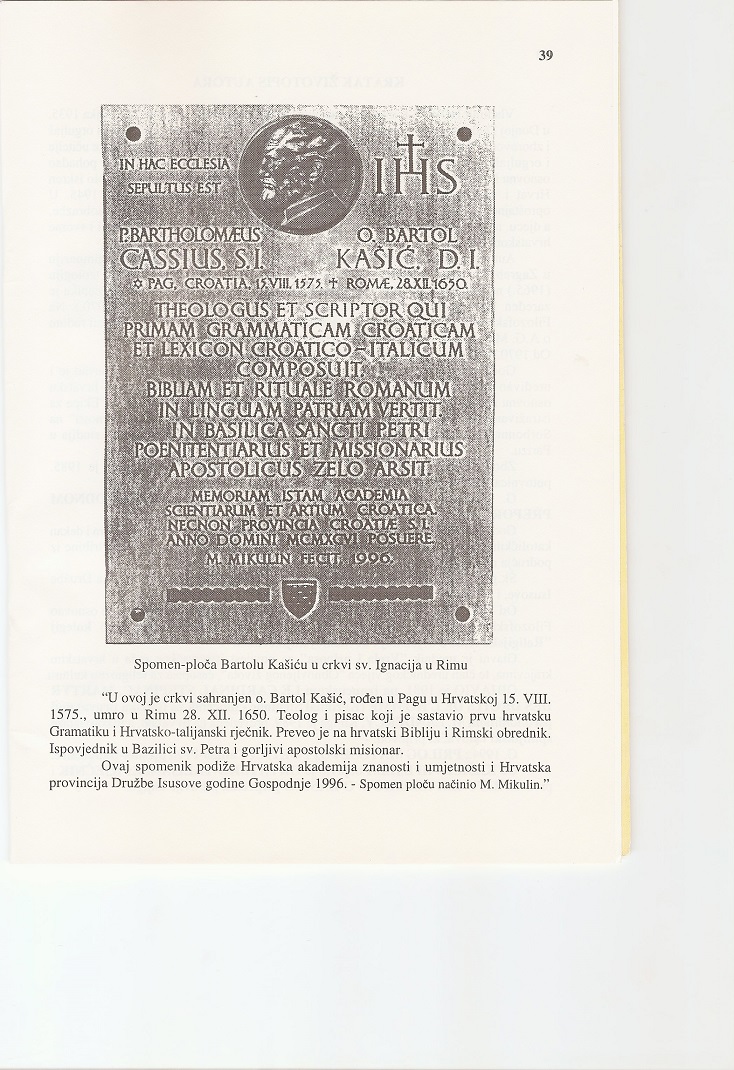 39
IN HAC ECCLESIA
SEPULTUS EST
IHS
P. BARTHOLOMÆUS
CASSIUS, S. I.
O. BARTOL
KAŠIĆ, D. I.
✡ PAG, CROATIA, 15.VIII.1575. ✝ ROMÆ, 28.XII.1650.
THEOLOGUS ET SCRIPTOR QUI
PRIMAM GRAMMATICAM CROATICAM
ET LEXICON CROATICO-ITALICUM
COMPOSUIT.
BIBLIAM ET RITUALE ROMANUM
IN LINGUAM PATRIAM VERTIT.
IN BASILICA SANCTI PETRI
POENITENTIARIUS ET MISSIONARIUS
APOSTOLICUS ZELO ARSIT.
MEMORIAM ISTAM ACADEMIA
SCIENTIARUM ET ARTIUM CROATICA.
NECNON PROVINCIA CROATIÆ S. I.
ANNO DOMINI MCMXCVI POSUERE.
M. MIKULIN FECIT. 1996.
Spomen-ploča Bartolu Kašiću u crkvi sv. Ignacija u Rimu
“U ovoj je crkvi sahranjen o. Bartol Kašić, rođen u Pagu u Hrvatskoj 15. VIII.
1575., umro u Rimu 28. XII. 1650. Teolog i pisac koji je sastavio prvu hrvatsku
Gramatiku i Hrvatsko-talijanski rječnik. Preveo je na hrvatski Bibliju i Rimski obrednik.
Ispovjednik u Bazilici sv. Petra i gorljivi apostolski misionar.
Ovaj spomenik podiže Hrvatska akademija znanosti i umjetnosti i Hrvatska
provincija Družbe Isusove godine Gospodnje 1996. - Spomen ploču načinio M. Mikulin.”